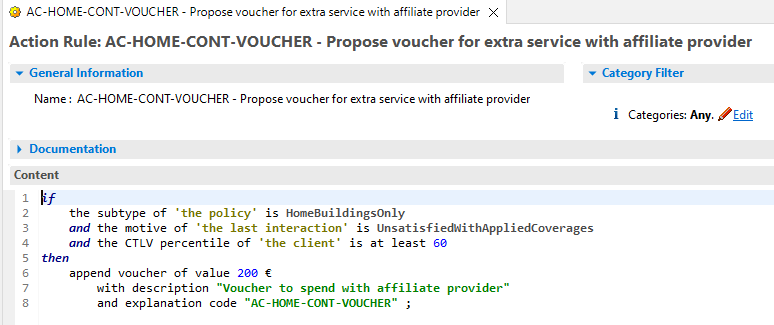 AC-HOME-CONT-VOUCHER - Propose voucher for extra service with affiliate provider
Action Rule: AC-HOME-CONT-VOUCHER - Propose voucher for extra service with affiliate provider
General Information
Category Filter
Name : AC-HOME-CONT-VOUCHER - Propose voucher for extra service with affiliate provider
Categories: Any. Edit
Documentation
Content
1 if
2 the subtype of 'the policy' is HomeBuildingsOnly
3 and the motive of 'the last interaction' is UnsatisfiedWithAppliedCoverages
4 and the CTLV percentile of 'the client' is at least 60
5 then
6 append voucher of value 200 €
7 with description "Voucher to spend with affiliate provider"
8 and explanation code "AC-HOME-CONT-VOUCHER" ;